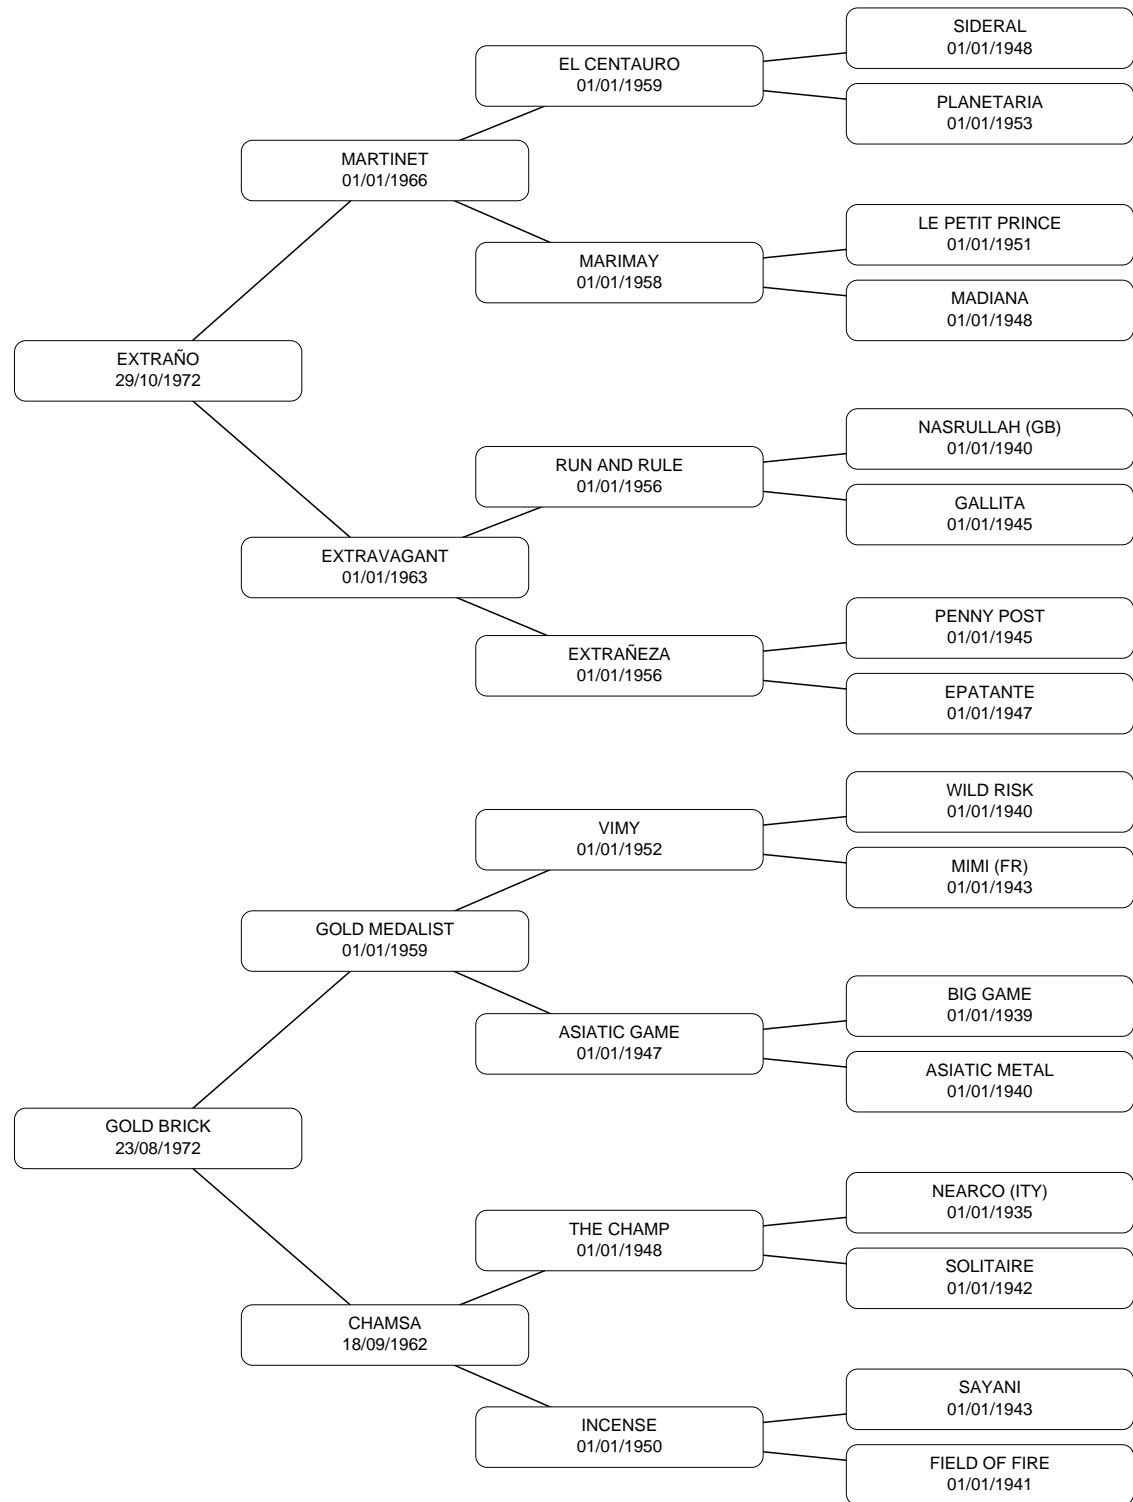 SIDERAL
01/01/1948
EL CENTAURO
01/01/1959
PLANETARIA
01/01/1953
MARTINET
01/01/1966
LE PETIT PRINCE
01/01/1951
MARIMAY
01/01/1958
MADIANA
01/01/1948
EXTRAÑO
29/10/1972
NASRULLAH (GB)
01/01/1940
RUN AND RULE
01/01/1956
GALLITA
01/01/1945
EXTRAVAGANT
01/01/1963
PENNY POST
01/01/1945
EXTRAÑEZA
01/01/1956
EPATANTE
01/01/1947
WILD RISK
01/01/1940
VIMY
01/01/1952
MIMI (FR)
01/01/1943
GOLD MEDALIST
01/01/1959
BIG GAME
01/01/1939
ASIATIC GAME
01/01/1947
ASIATIC METAL
01/01/1940
GOLD BRICK
23/08/1972
NEARCO (ITY)
01/01/1935
THE CHAMP
01/01/1948
SOLITAIRE
01/01/1942
CHAMSA
18/09/1962
SAYANI
01/01/1943
INCENSE
01/01/1950
FIELD OF FIRE
01/01/1941